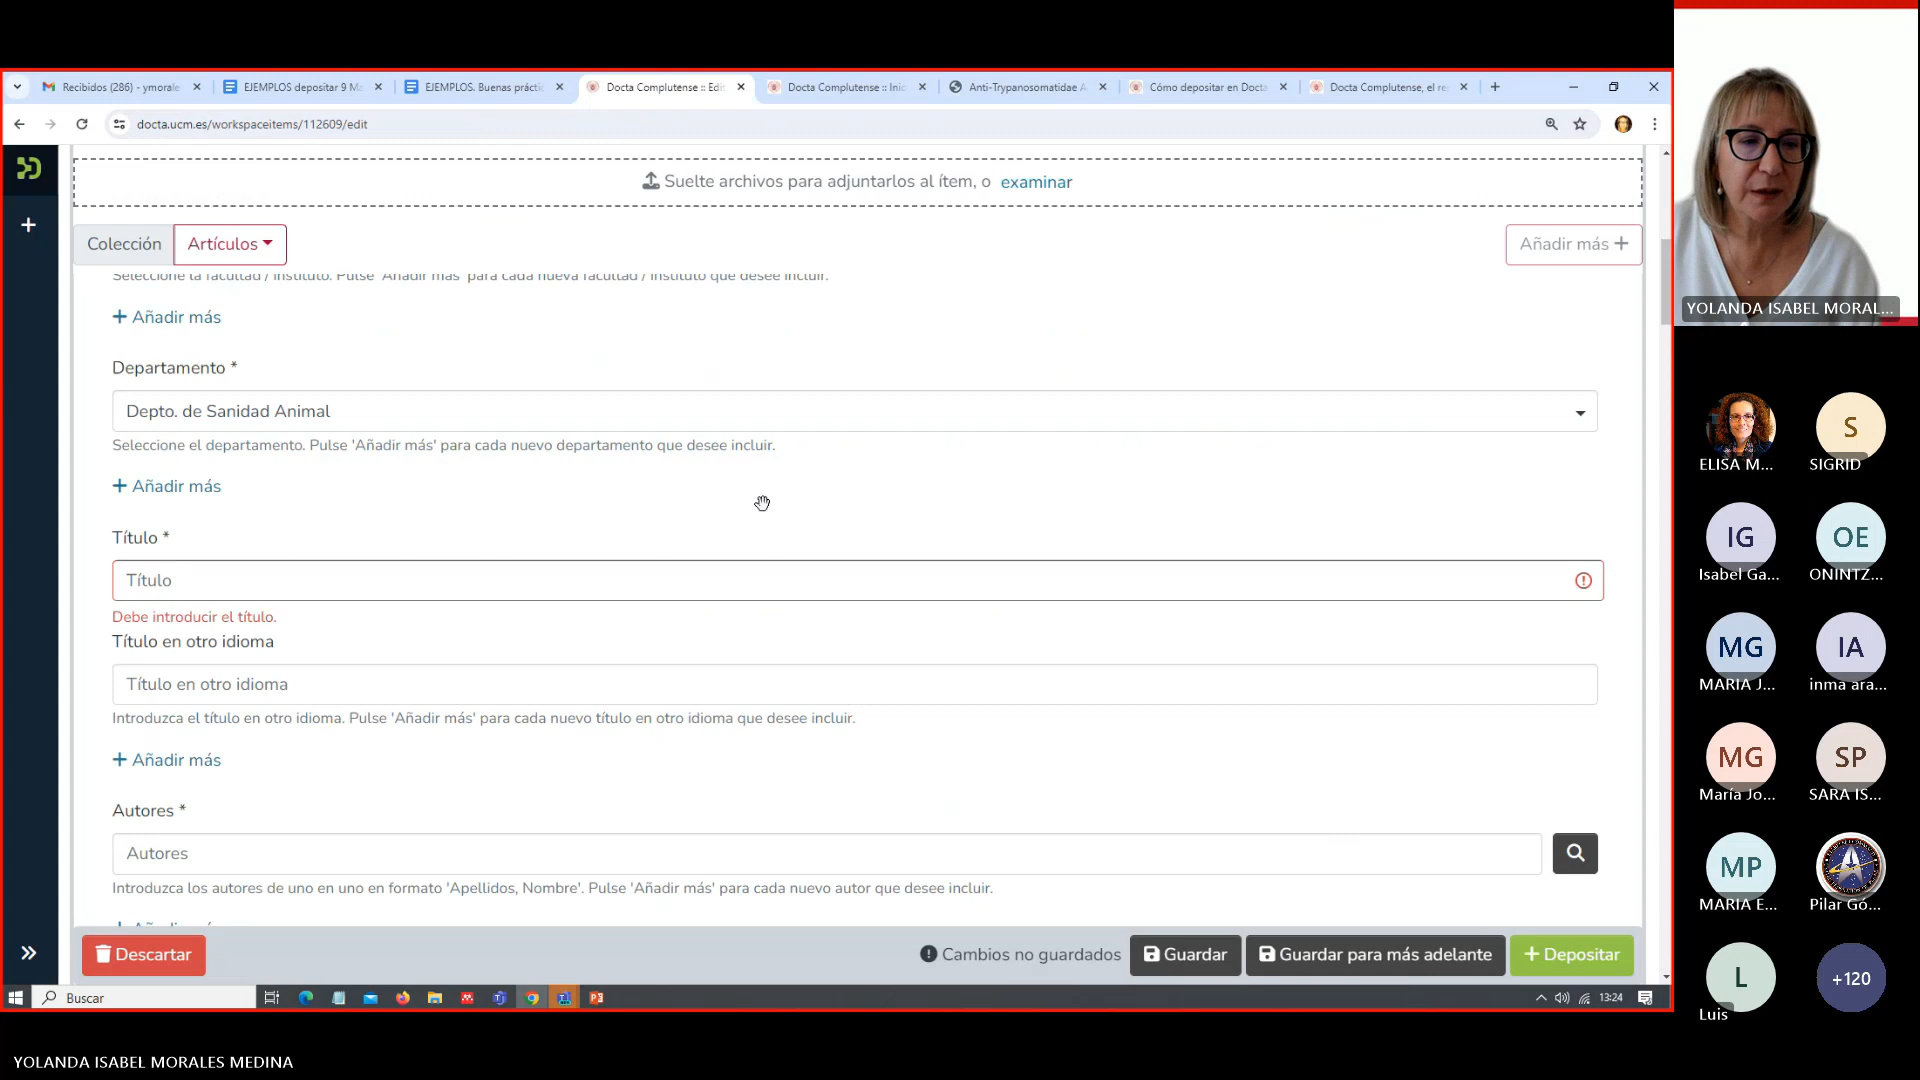 Recibidos (286) - ymorale
EJEMPLOS depositar 9 Ma
EJEMPLOS. Buenas práctic
Docta Complutense :: Edit
Docta Complutense :: Inic
Anti-Trypanosomatidae A
Cómo depositar en Docta
Docta Complutense, el re
docta.ucm.es/workspaceitems/112609/edit
Suelte archivos para adjuntarlos al ítem, o examinar
Colección
Artículos
Añadir más +
Seleccione la facultad / instituto. Pulse 'Añadir más' para cada nueva facultad / instituto que desee incluir.
+ Añadir más
Departamento *
Depto. de Sanidad Animal
Seleccione el departamento. Pulse 'Añadir más' para cada nuevo departamento que desee incluir.
+ Añadir más
Título *
Título
Debe introducir el título.
Título en otro idioma
Título en otro idioma
Introduzca el título en otro idioma. Pulse 'Añadir más' para cada nuevo título en otro idioma que desee incluir.
+ Añadir más
Autores *
Autores
Introduzca los autores de uno en uno en formato 'Apellidos, Nombre'. Pulse 'Añadir más' para cada nuevo autor que desee incluir.
Descartar
Cambios no guardados
Guardar
Guardar para más adelante
+ Depositar
Buscar
13:24
YOLANDA ISABEL MORAL...
ELISA M...
S
SIGRID
IG
Isabel Ga...
OE
ONINTZ...
MG
MARIA J...
IA
inma ara...
MG
María Jo...
SP
SARA IS...
MP
MARIA E...
Pilar Gó...
L
Luis
+120
YOLANDA ISABEL MORALES MEDINA